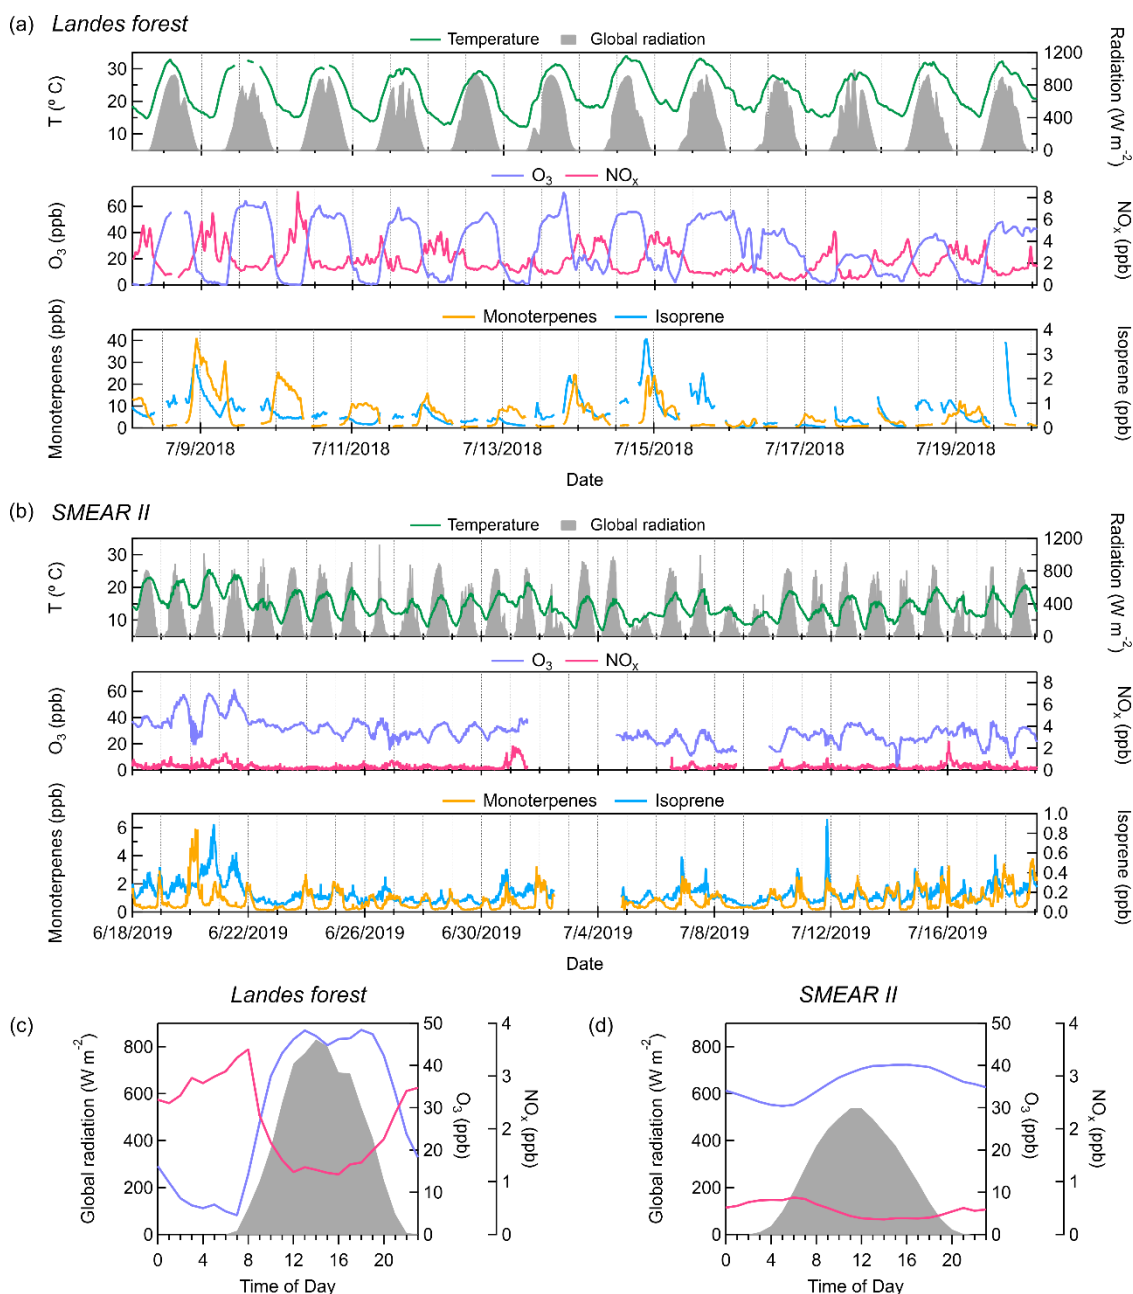 (a) Landes forest
Temperature Global radiation
30
20
10
T (º C)
1200
800
400
0
Radiation (W m-2)
O3 NOx
60
40
20
0
O3 (ppb)
8
6
4
2
0
NOx (ppb)
Monoterpenes Isoprene
40
30
20
10
0
Monoterpenes (ppb)
4
3
2
1
0
Isoprene (ppb)
7/9/2018 7/11/2018 7/13/2018 7/15/2018 7/17/2018 7/19/2018
Date
(b) SMEAR II
Temperature Global radiation
30
20
10
T (º C)
1200
800
400
0
Radiation (W m-2)
O3 NOx
60
40
20
0
O3 (ppb)
8
6
4
2
0
NOx (ppb)
Monoterpenes Isoprene
6
4
2
0
Monoterpenes (ppb)
1.0
0.8
0.6
0.4
0.2
0.0
Isoprene (ppb)
6/18/2019 6/22/2019 6/26/2019 6/30/2019 7/4/2019 7/8/2019 7/12/2019 7/16/2019
Date
(c) Landes forest
800
600
400
200
0
Global radiation (W m-2)
50
40
30
20
10
0
O3 (ppb)
4
3
2
1
0
NOx (ppb)
0 4 8 12 16 20
Time of Day
(d) SMEAR II
800
600
400
200
0
Global radiation (W m-2)
50
40
30
20
10
0
O3 (ppb)
4
3
2
1
0
NOx (ppb)
0 4 8 12 16 20
Time of Day